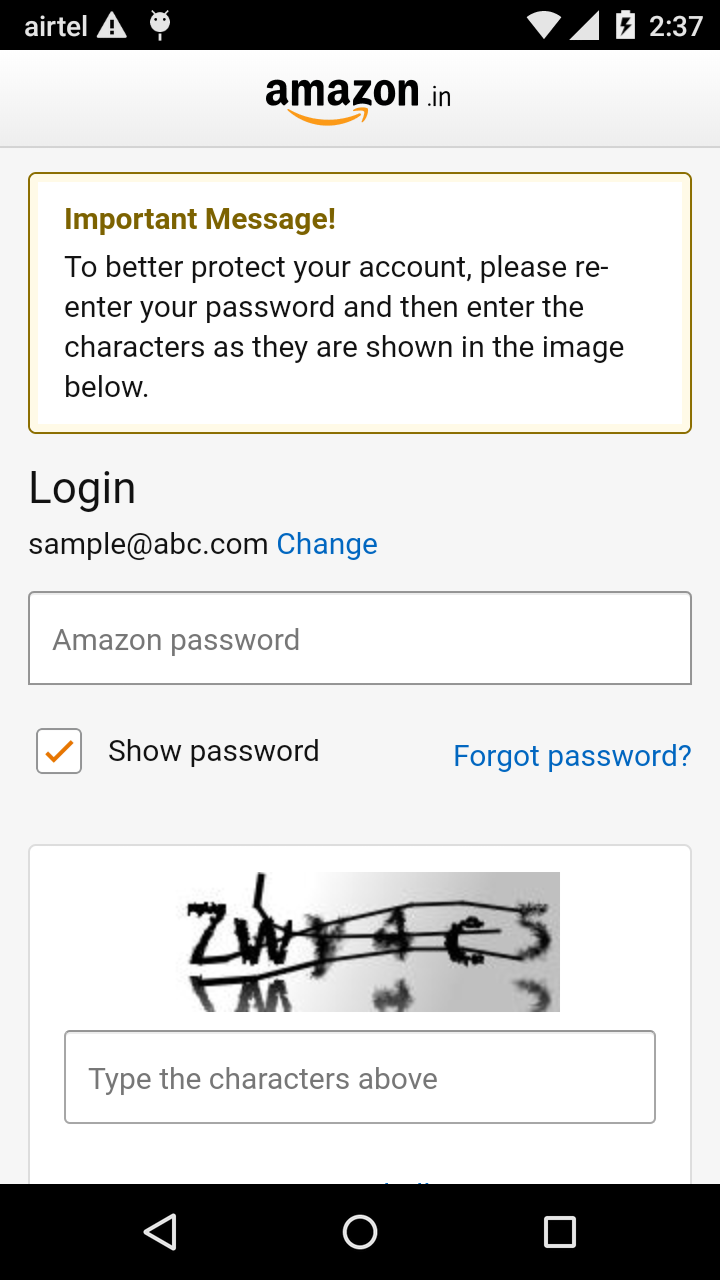 airtel 2:37
amazon.in
Important Message!
To better protect your account, please re-
enter your password and then enter the
characters as they are shown in the image
below.
Login
sample@abc.com Change
Amazon password
Show password
Forgot password?
Type the characters above